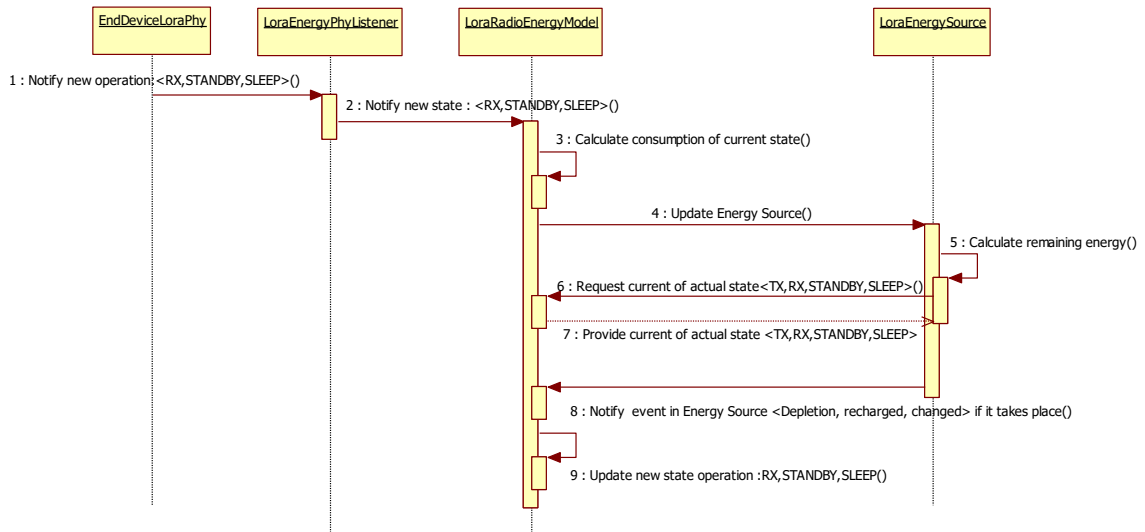 EndDeviceLoraPhy
LoraEnergyPhyListener
LoraRadioEnergyModel
LoraEnergySource
1 : Notify new operation:<RX,STANDBY,SLEEP>()
2 : Notify new state : <RX,STANDBY,SLEEP>()
3 : Calculate consumption of current state()
4 : Update Energy Source()
5 : Calculate remaining energy()
6 : Request current of actual state<TX,RX,STANDBY,SLEEP>()
7 : Provide current of actual state <TX,RX,STANDBY,SLEEP>
8 : Notify event in Energy Source <Depletion, recharged, changed> if it takes place()
9 : Update new state operation :RX,STANDBY,SLEEP()